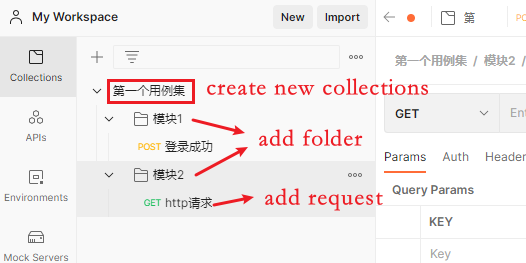 My Workspace
New
Import
第
PO
Collections
第一个用例集
create new collections
第一个用例集 / 模块2 /
模块1
add folder
GET
Ent
APIs
POST 登录成功
模块2
Params
Auth
Header
Environments
GET http请求
add request
Query Params
KEY
Mock Servers
Key